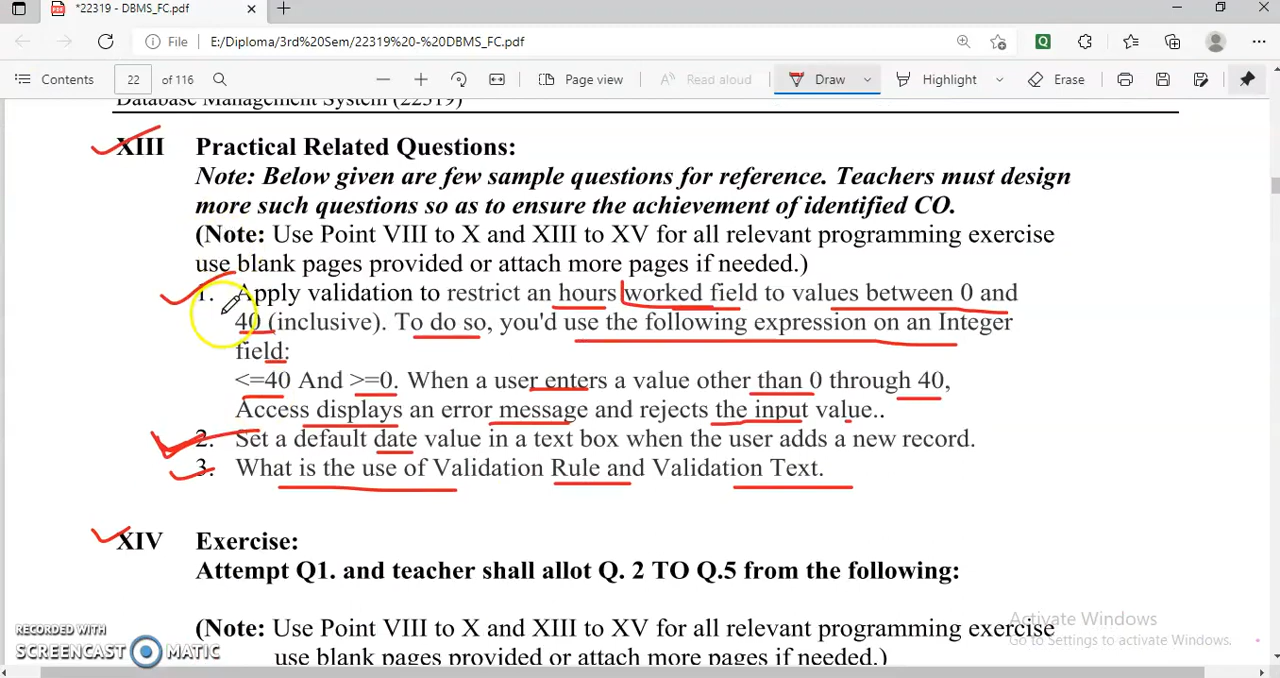 *22319 - DBMS_FC.pdf
File E:/Diploma/3rd%20Sem/22319%20-%20DBMS_FC.pdf
Contents 22 of 116 Page view Read aloud Draw Highlight Erase
Database Management System (22319)
XIII Practical Related Questions:
Note: Below given are few sample questions for reference. Teachers must design
more such questions so as to ensure the achievement of identified CO.
(Note: Use Point VIII to X and XIII to XV for all relevant programming exercise
use blank pages provided or attach more pages if needed.)
1. Apply validation to restrict an hours worked field to values between 0 and
40 (inclusive). To do so, you'd use the following expression on an Integer
field:
<=40 And >=0. When a user enters a value other than 0 through 40,
Access displays an error message and rejects the input value..
2. Set a default date value in a text box when the user adds a new record.
3. What is the use of Validation Rule and Validation Text.
XIV Exercise:
Attempt Q1. and teacher shall allot Q. 2 TO Q.5 from the following:
(Note: Use Point VIII to X and XIII to XV for all relevant programming exercise
use blank pages provided or attach more pages if needed.)
Activate Windows
Go to Settings to activate Windows.
RECORDED WITH
SCREENCAST MATIC